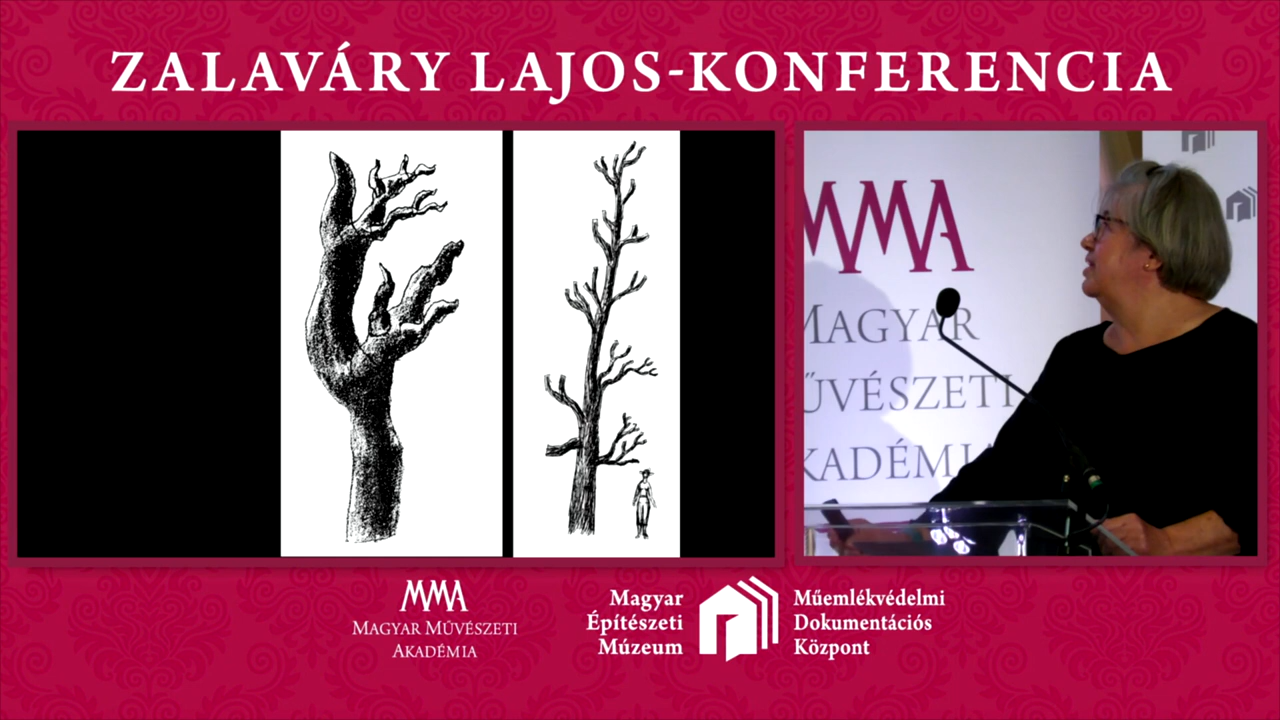 ZALAVÁRY LAJOS-KONFERENCIA
MMA
MAGYAR
MŰVÉSZETI
AKADÉMIA
MMA
MAGYAR MŰVÉSZETI
AKADÉMIA
Magyar
Építészeti
Múzeum
Műemlékvédelmi
Dokumentációs
Központ